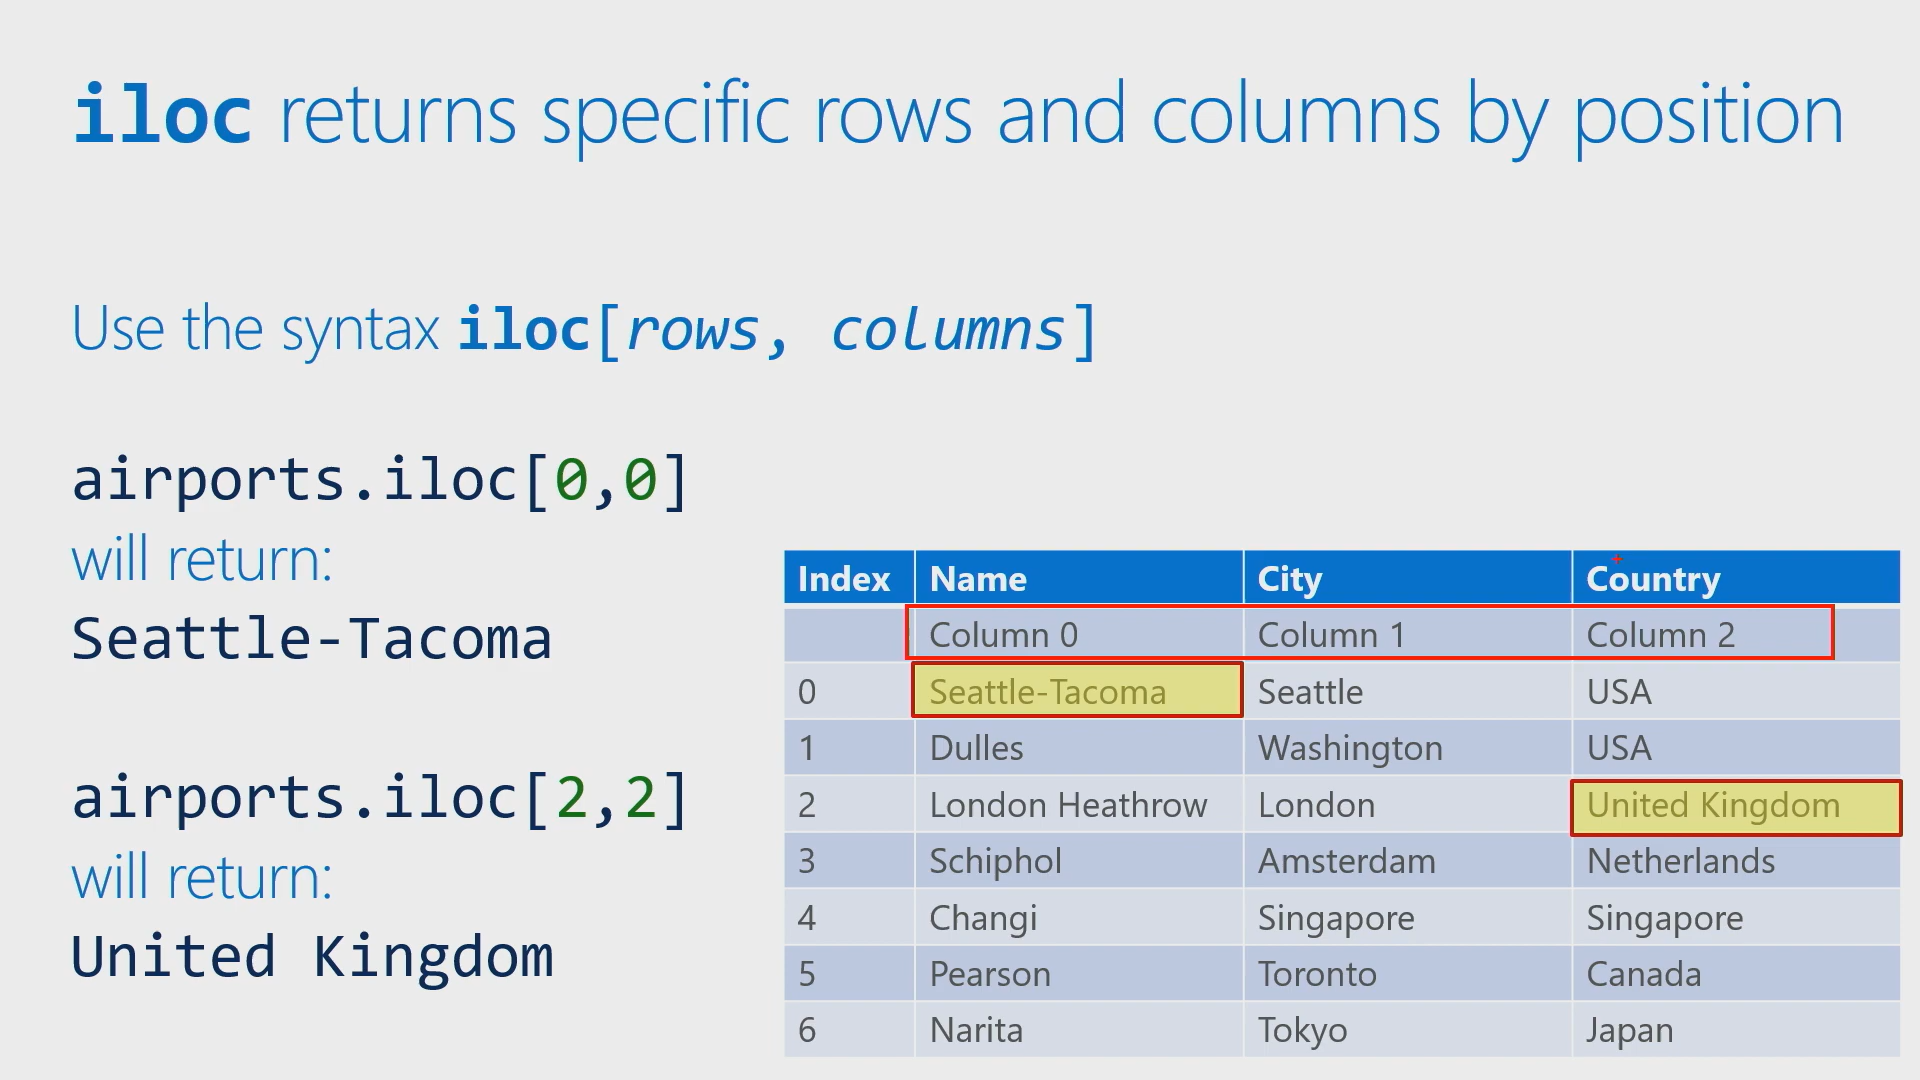 iloc returns specific rows and columns by position
Use the syntax iloc[rows, columns]
airports.iloc[0,0]
will return:
Seattle-Tacoma
airports.iloc[2,2]
will return:
United Kingdom
Index Name City Country
Column 0 Column 1 Column 2
0 Seattle-Tacoma Seattle USA
1 Dulles Washington USA
2 London Heathrow London United Kingdom
3 Schiphol Amsterdam Netherlands
4 Changi Singapore Singapore
5 Pearson Toronto Canada
6 Narita Tokyo Japan